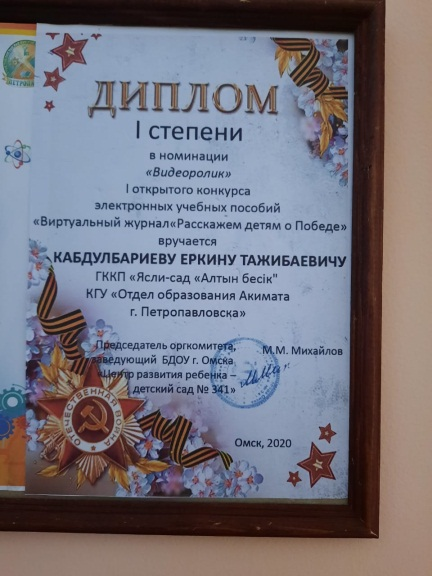 ДИПЛОМ
I степени
в номинации
«Видеоролик»
I открытого конкурса
электронных учебных пособий
«Виртуальный журнал«Расскажем детям о Победе»
вручается
КАБДУЛБАРИЕВУ ЕРКИНУ ТАЖИБАЕВИЧУ
ГККП «Ясли-сад «Алтын бесік"
КГУ «Отдел образования Акимата
г. Петропавловска»
Председатель оргкомитета,
заведующий БДОУ г. Омска
«Центр развития ребенка –
детский сад № 341»
М.М. Михайлов
ОТЕЧЕСТВЕННАЯ ВОЙНА
Омск, 2020